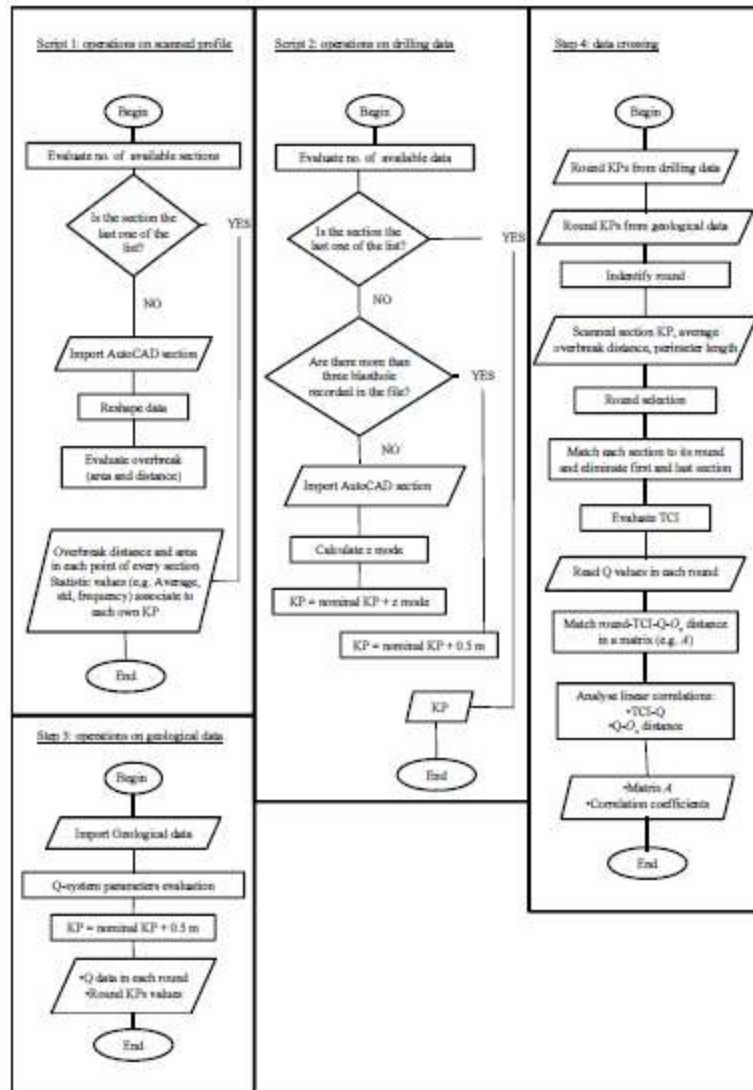 Script 1: operations on scanned profile
Begin
Evaluate no. of available sections
Is the section the
last one of the
list?
YES
NO
Import AutoCAD section
Reshape data
Evaluate overbreak
(area and distance)
Overbreak distance and area
in each point of every section
Statistic values (e.g. Average,
std, frequency) associate to
each own KP
End
Step 3: operations on geological data
Begin
Import Geological data
Q-system parameters evaluation
KP = nominal KP + 0.5 m
•Q data in each round
•Round KPs values
End
Script 2: operations on drilling data
Begin
Evaluate no. of available data
Is the section the
last one of the list?
YES
NO
Are there more than
three blasthole
recorded in the file?
YES
NO
Import AutoCAD section
Calculate z mode
KP = nominal KP + z mode
KP = nominal KP + 0.5 m
KP
End
Step 4: data crossing
Begin
Round KPs from drilling data
Round KPs from geological data
Indentify round
Scanned section KP, average
overbreak distance, perimeter length
Round selection
Match each section to its round
and eliminate first and last section
Evaluate TCI
Read Q values in each round
Match round-TCI-Q-O distance
in a matrix (e.g. A)
Analyse linear correlations:
•TCI-Q
•Q-O distance
•Matrix A
•Correlation coefficients
End